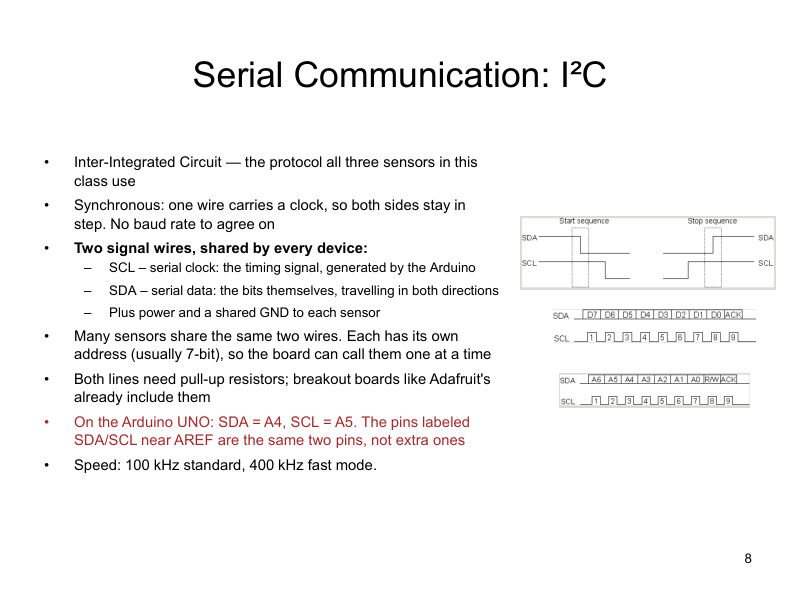 Serial Communication: I²C
• Inter-Integrated Circuit — the protocol all three sensors in this
class use
• Synchronous: one wire carries a clock, so both sides stay in
step. No baud rate to agree on
• Two signal wires, shared by every device:
– SCL – serial clock: the timing signal, generated by the Arduino
– SDA – serial data: the bits themselves, travelling in both directions
– Plus power and a shared GND to each sensor
• Many sensors share the same two wires. Each has its own
address (usually 7-bit), so the board can call them one at a time
• Both lines need pull-up resistors; breakout boards like Adafruit's
already include them
• On the Arduino UNO: SDA = A4, SCL = A5. The pins labeled
SDA/SCL near AREF are the same two pins, not extra ones
• Speed: 100 kHz standard, 400 kHz fast mode.
Start sequence Stop sequence
SDA SDA
SCL SCL
SDA D7 D6 D5 D4 D3 D2 D1 D0 ACK
SCL 1 2 3 4 5 6 7 8 9
SDA A6 A5 A4 A3 A2 A1 A0 R/W ACK
SCL 1 2 3 4 5 6 7 8 9
8